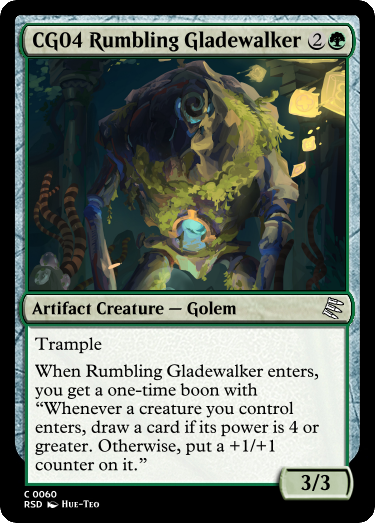 CG04 Rumbling Gladewalker 2
Artifact Creature — Golem
Trample
When Rumbling Gladewalker enters,
you get a one-time boon with
“Whenever a creature you control
enters, draw a card if its power is 4 or
greater. Otherwise, put a +1/+1
counter on it.”
3/3
C 0060
RSD Hue-Teo